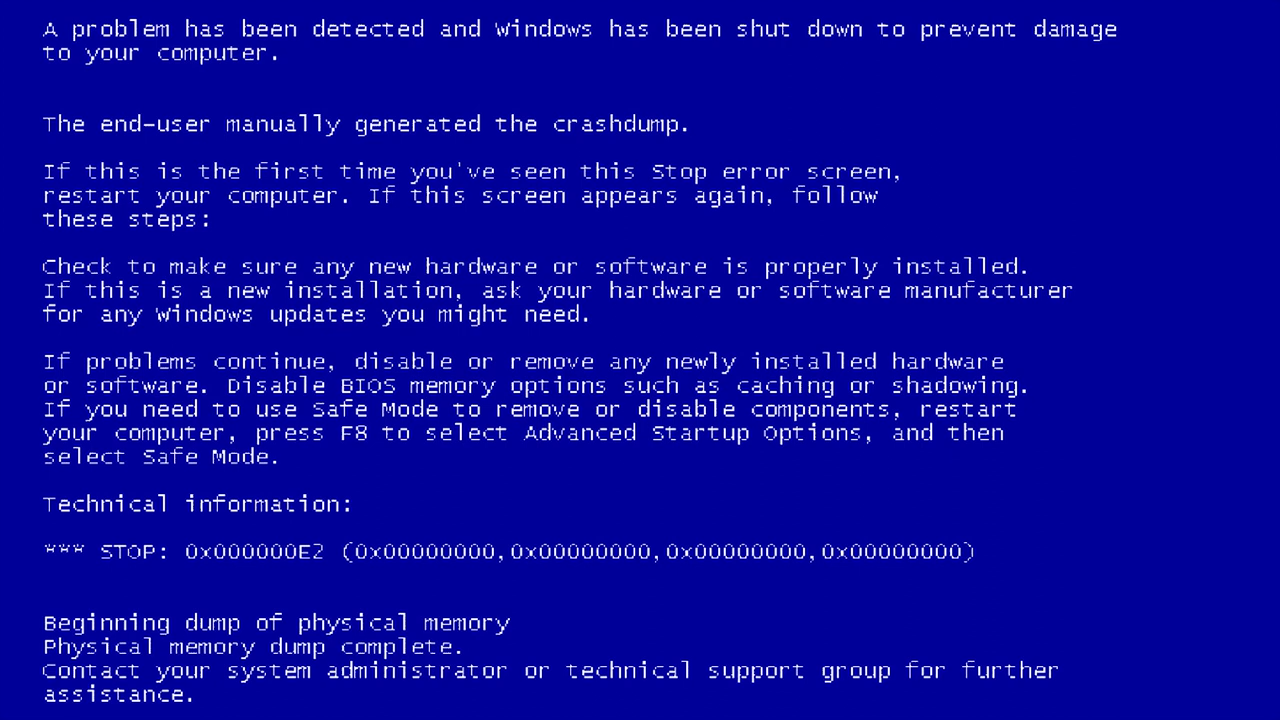 A problem has been detected and Windows has been shut down to prevent damage
to your computer.
The end-user manually generated the crashdump.
If this is the first time you've seen this Stop error screen,
restart your computer. If this screen appears again, follow
these steps:
Check to make sure any new hardware or software is properly installed.
If this is a new installation, ask your hardware or software manufacturer
for any Windows updates you might need.
If problems continue, disable or remove any newly installed hardware
or software. Disable BIOS memory options such as caching or shadowing.
If you need to use Safe Mode to remove or disable components, restart
your computer, press F8 to select Advanced Startup Options, and then
select Safe Mode.
Technical information:
*** STOP: 0x000000E2 (0x00000000,0x00000000,0x00000000,0x00000000)
Beginning dump of physical memory
Physical memory dump complete.
Contact your system administrator or technical support group for further
assistance.